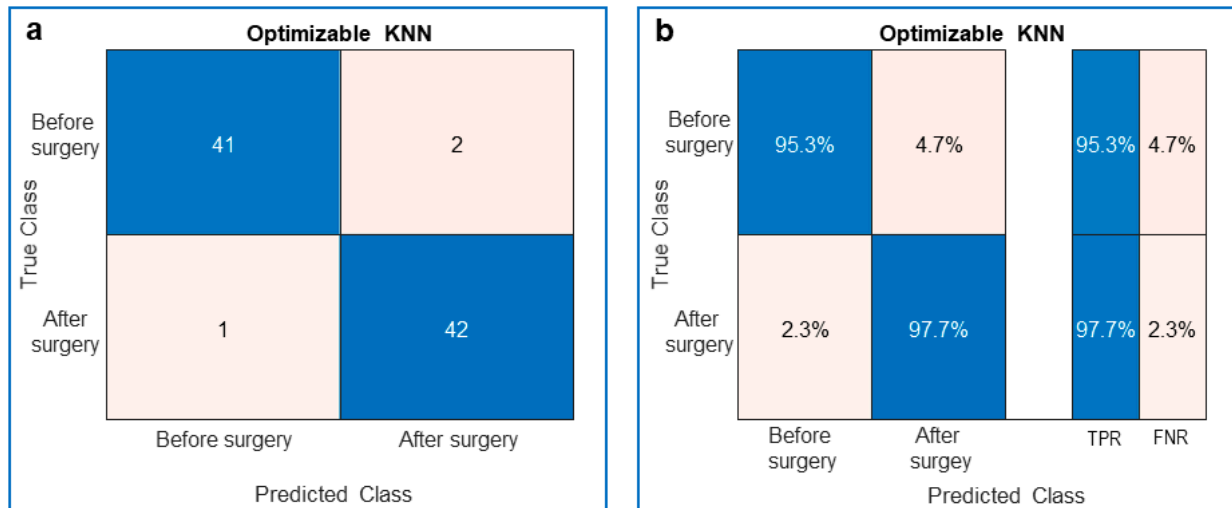 a
Optimizable KNN
True Class
Before
surgery
41
2
After
surgery
1
42
Before surgery
After surgery
Predicted Class
b
Optimizable KNN
True Class
Before
surgery
95.3%
4.7%
95.3%
4.7%
After
surgery
2.3%
97.7%
97.7%
2.3%
Before
surgery
After
surgey
TPR
FNR
Predicted Class